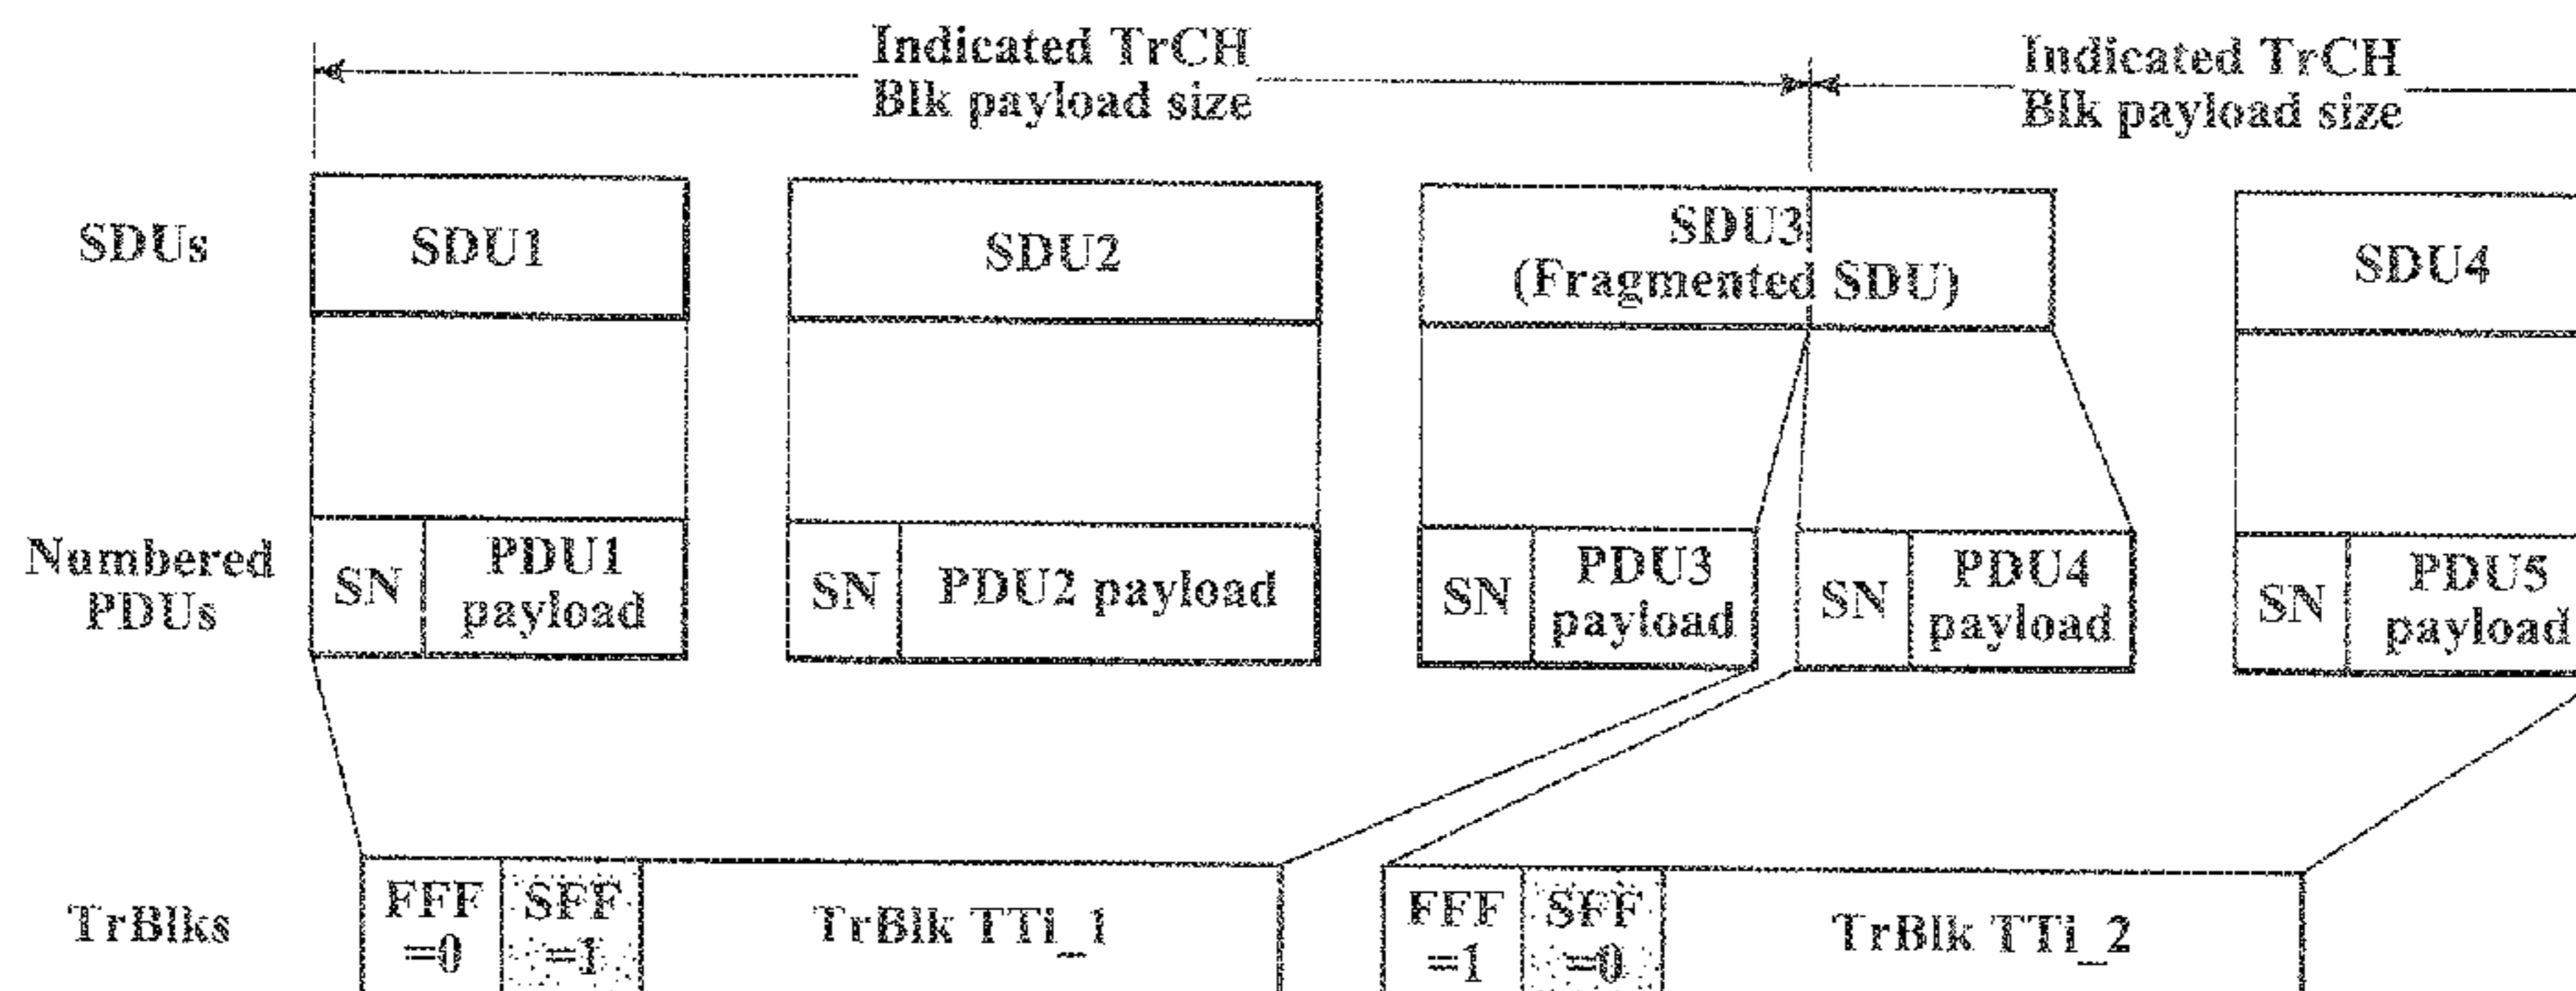 Indicated TrCH
Blk payload size
Indicated TrCH
Blk payload size
SDUs
SDU1
SDU2
SDU3
(Fragmented SDU)
SDU4
Numbered
PDUs
SN
PDU1
payload
SN
PDU2 payload
SN
PDU3
payload
SN
PDU4
payload
SN
PDU5
payload
TrBlks
FFF
=0
SFF
=1
TrBlk TTi_1
FFF
=1
SFF
=0
TrBlk TTi_2